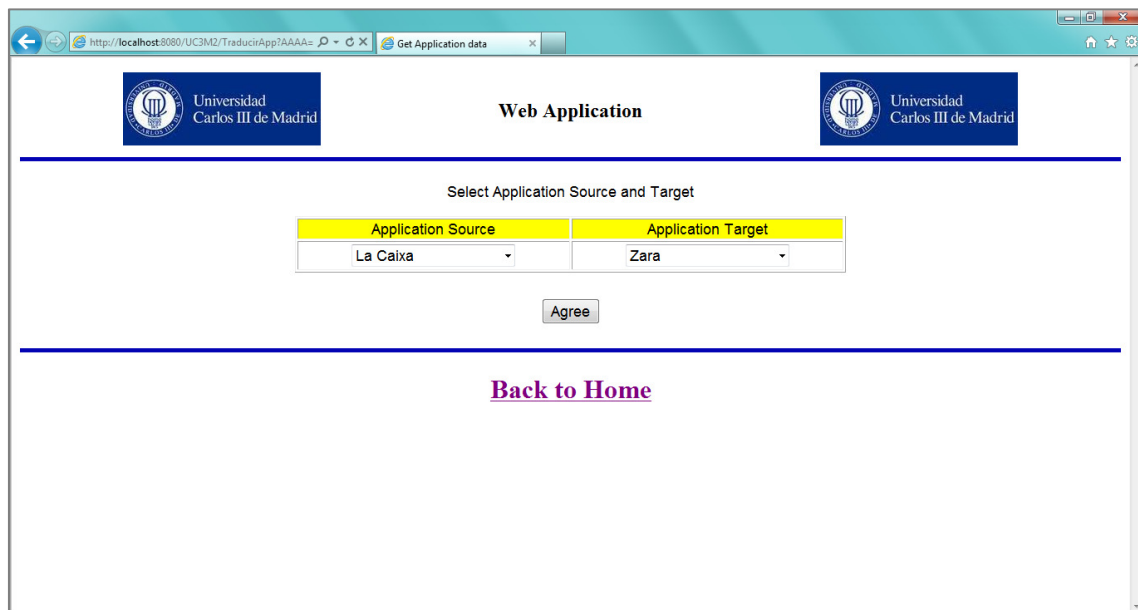 http://localhost:8080/UC3M2/TraducirApp?AAAA=
Get Application data
Universidad
Carlos III de Madrid
Web Application
Universidad
Carlos III de Madrid
Select Application Source and Target
Application Source
Application Target
La Caixa
Zara
Agree
Back to Home